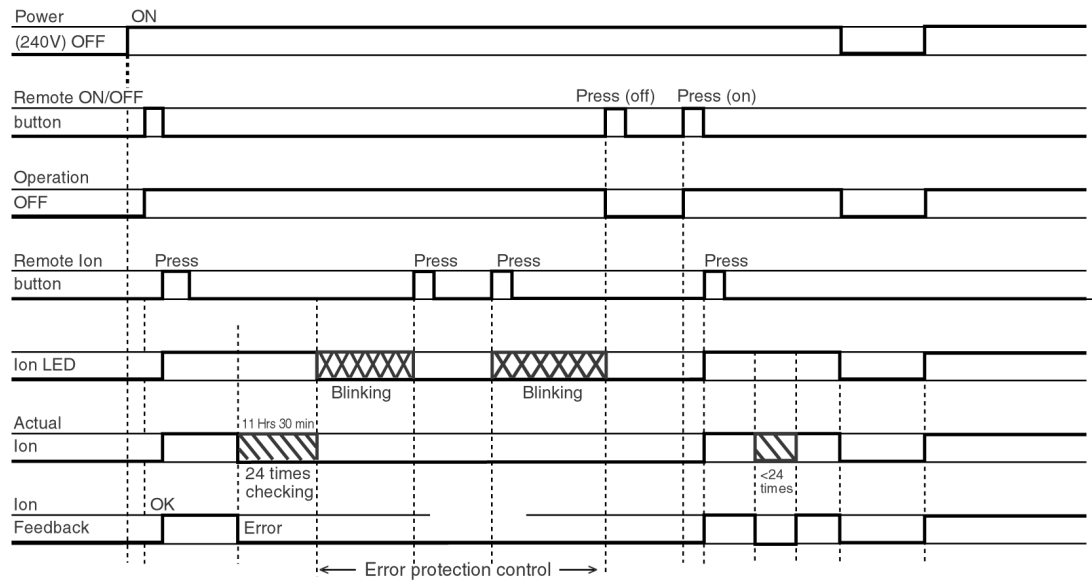 Power ON
(240V) OFF
Remote ON/OFF Press (off) Press (on)
button
Operation
OFF
Remote Ion Press Press Press Press
button
Ion LED
Blinking Blinking
Actual 11 Hrs 30 min
Ion
24 times <24
checking times
Ion OK
Feedback Error
Error protection control